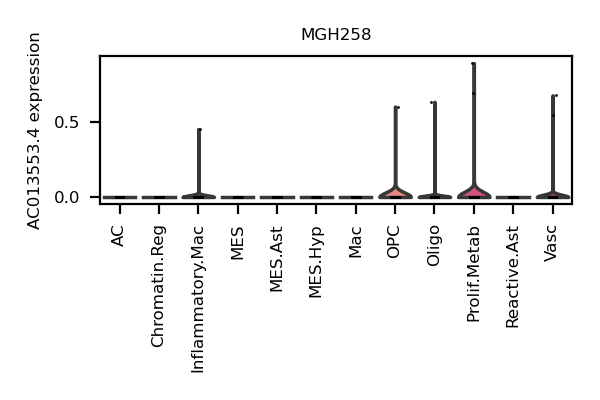 MGH258
AC013553.4 expression
0.5
0.0
AC
Chromatin.Reg
Inflammatory.Mac
MES
MES.Ast
MES.Hyp
Mac
OPC
Oligo
Prolif.Metab
Reactive.Ast
Vasc